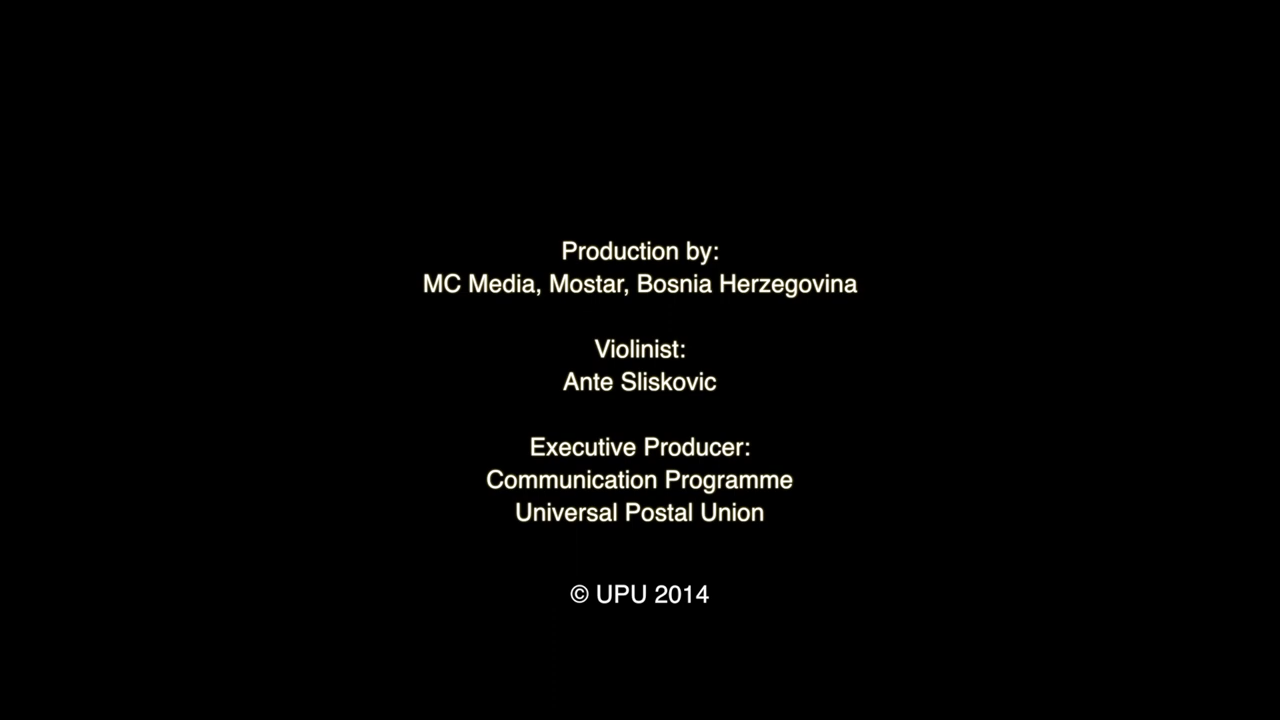 Production by:
MC Media, Mostar, Bosnia Herzegovina
Violinist:
Ante Sliskovic
Executive Producer:
Communication Programme
Universal Postal Union
© UPU 2014